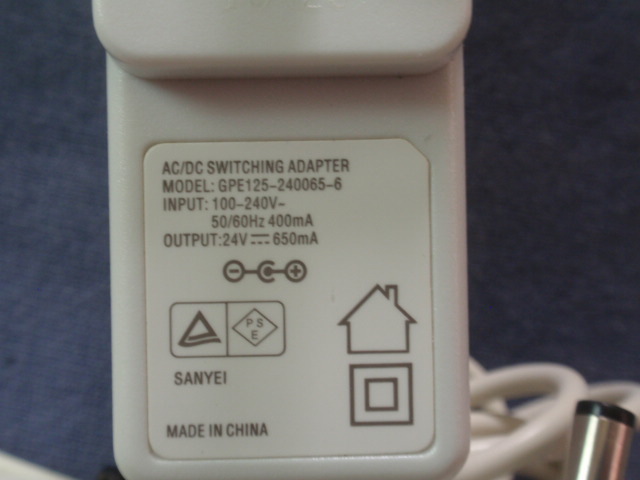 AC/DC SWITCHING ADAPTER
MODEL: GPE125-240065-6
INPUT: 100-240V~
50/60Hz 400mA
OUTPUT:24V⎓650mA
PS
E
SANYEI
MADE IN CHINA